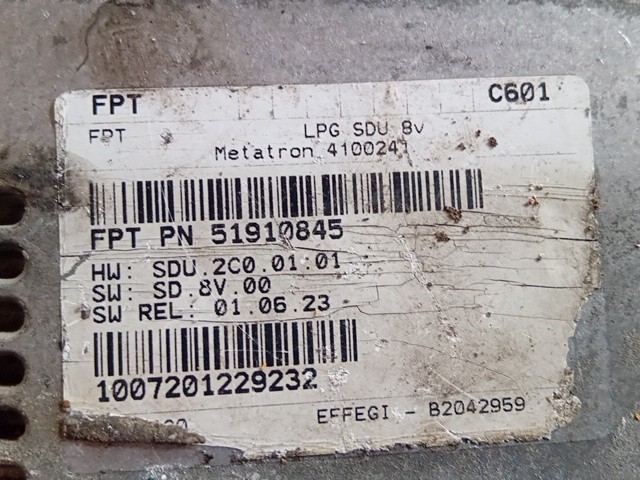 FPT C601
FPT LPG SDU 8v
Metatron 4100241
FPT PN 51910845
HW: SDU.2C0.01.01
SW: SD.8V.00
SW REL: 01.06.23
1007201229232
EFFEGI - B2042959